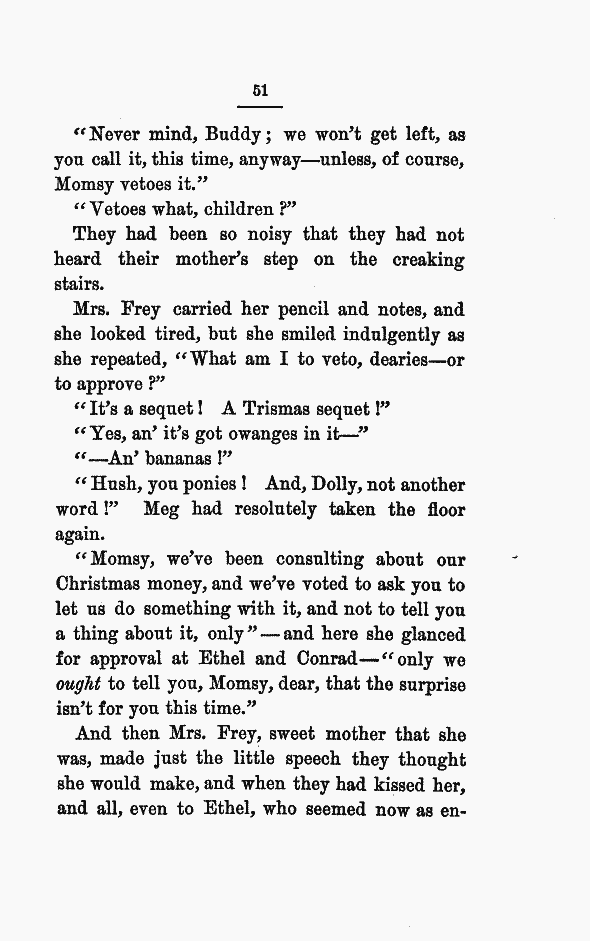 51
“Never mind, Buddy; we won’t get left, as
you call it, this time, anyway—unless, of course,
Momsy vetoes it.”
“Vetoes what, children?”
They had been so noisy that they had not
heard their mother’s step on the creaking
stairs.
Mrs. Frey carried her pencil and notes, and
she looked tired, but she smiled indulgently as
she repeated, “What am I to veto, dearies—or
to approve?”
“It’s a sequet! A Trismas sequet!”
“Yes, an’ it’s got owanges in it—”
“—An’ bananas!”
“Hush, you ponies! And, Dolly, not another
word!” Meg had resolutely taken the floor
again.
“Momsy, we’ve been consulting about our
Christmas money, and we’ve voted to ask you to
let us do something with it, and not to tell you
a thing about it, only”—and here she glanced
for approval at Ethel and Conrad—“only we
ought to tell you, Momsy, dear, that the surprise
isn’t for you this time.”
And then Mrs. Frey, sweet mother that she
was, made just the little speech they thought
she would make, and when they had kissed her,
and all, even to Ethel, who seemed now as en-